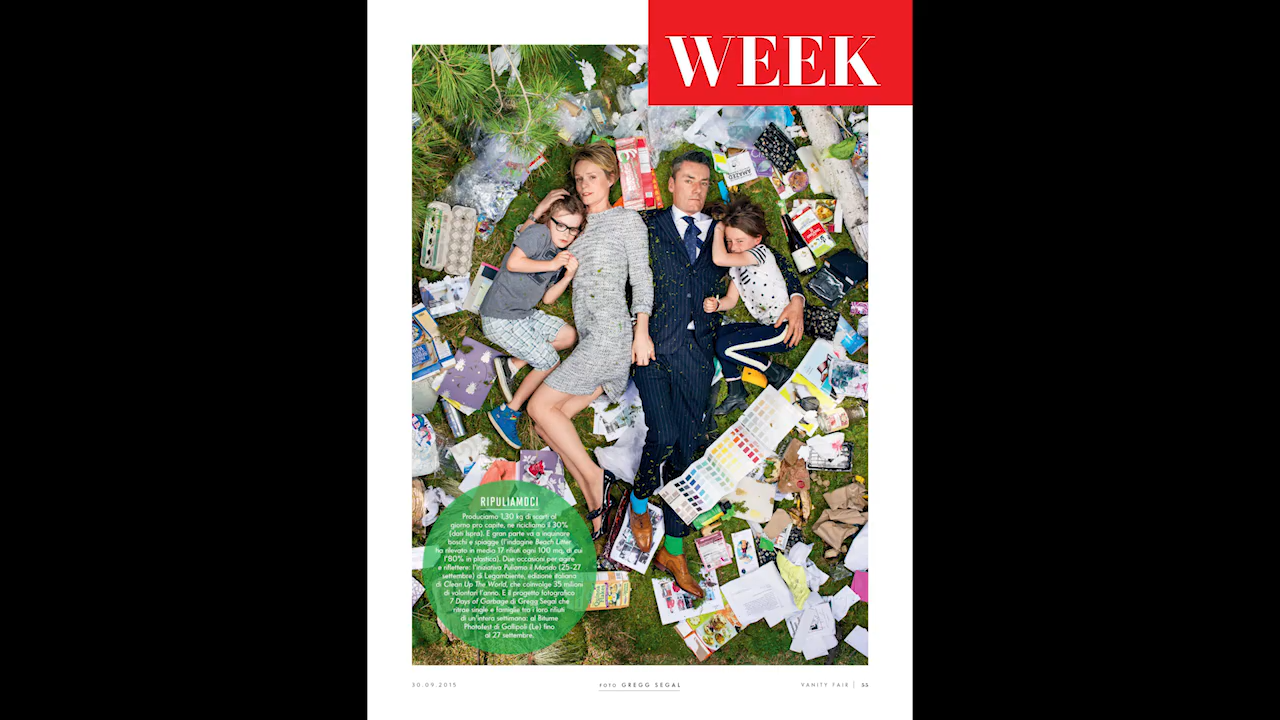 WEEK
AMAZED
RIPULIAMOCI
Produciamo 1,30 kg di scarti al
giorno pro capite, ne ricicliamo il 30%
(dati Ispra). E gran parte va a inquinare
boschi e spiagge (l'indagine Beach Litter
ha rilevato in media 17 rifiuti ogni 100 mq, di cui
l'80% in plastica). Due occasioni per agire
e riflettere: l'iniziativa Puliamo il Mondo (25-27
settembre) di Legambiente, edizione italiana
di Clean Up The World, che coinvolge 35 milioni
di volontari l'anno. E il progetto fotografico
7 Days of Garbage di Gregg Segal che
ritrae single e famiglie tra i loro rifiuti
di un'intera settimana: al Bitume
Photofest di Gallipoli (Le) fino
al 27 settembre.
30.09.2015
Foto GREGG SEGAL
VANITY FAIR | 55